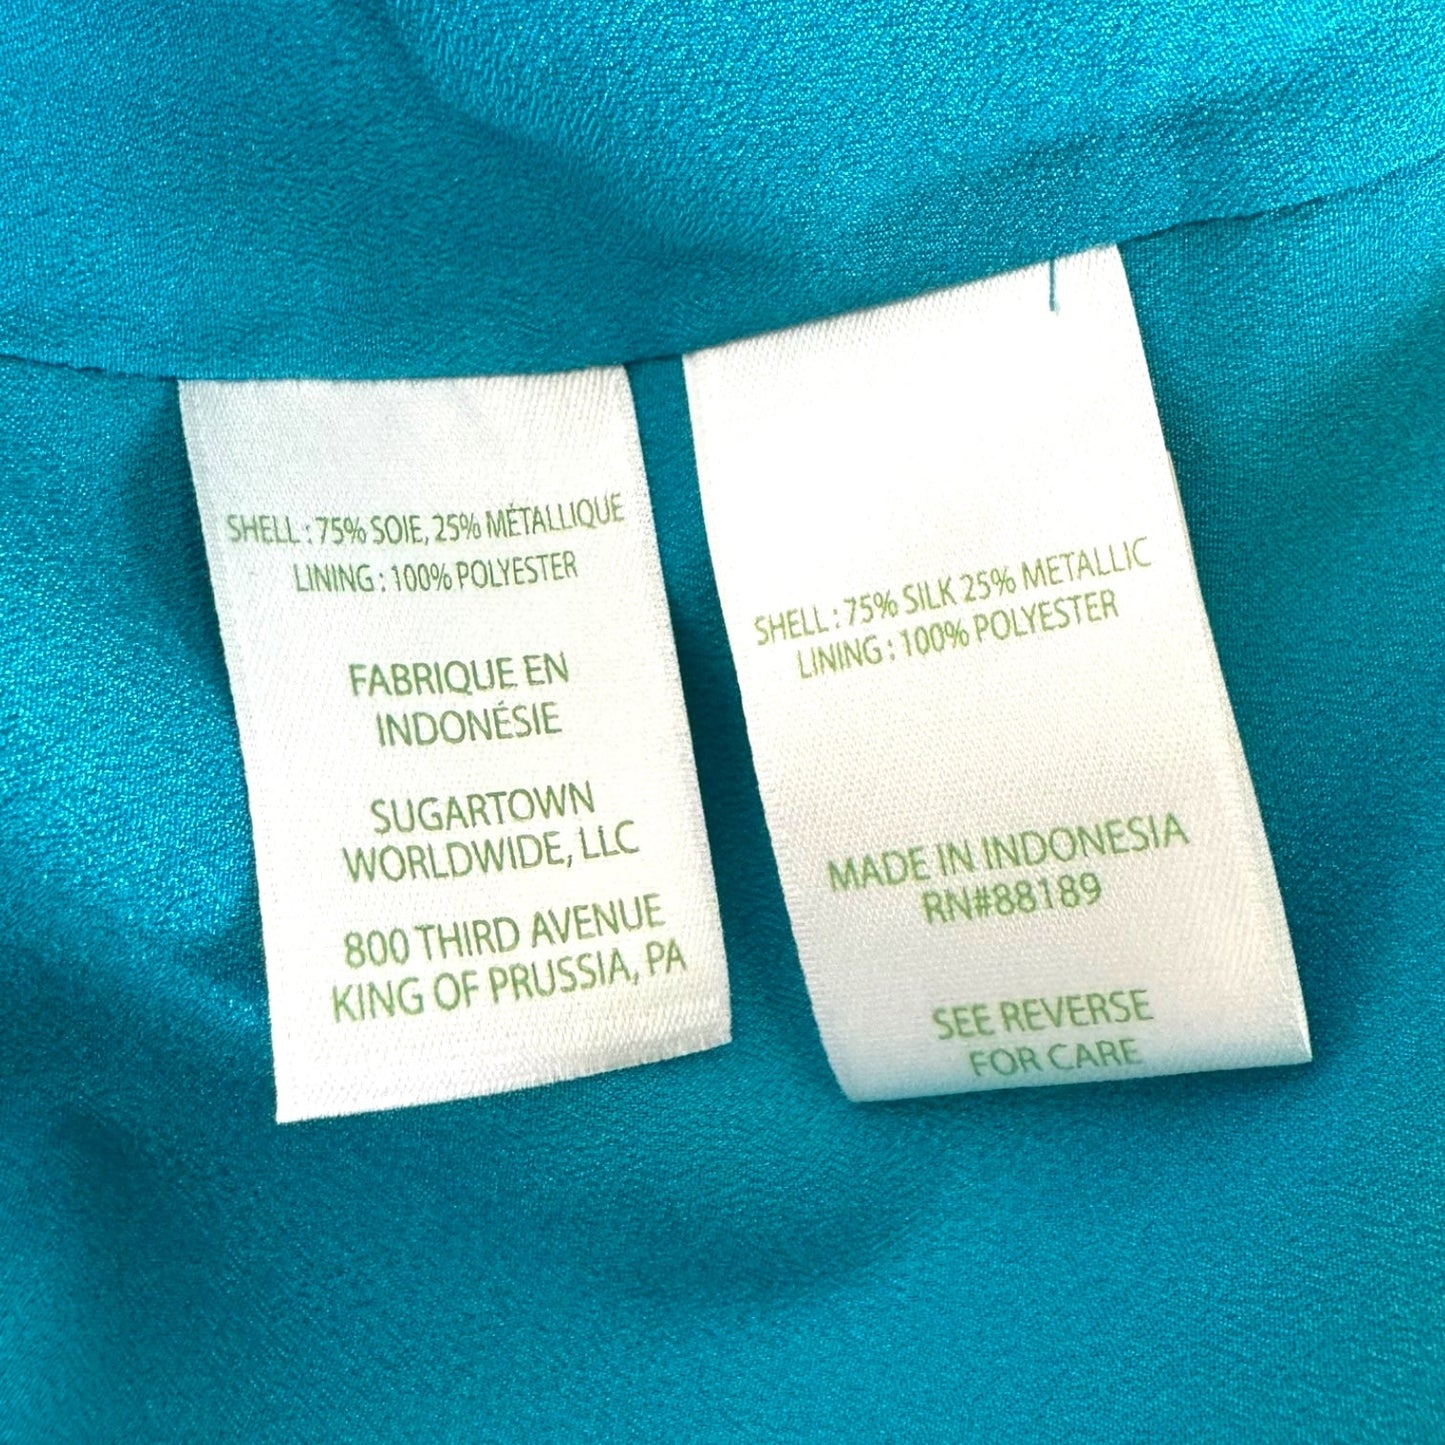 SHELL : 75% SOIE, 25% MÉTALLIQUE
LINING : 100% POLYESTER
FABRIQUE EN
INDONÉSIE
SUGARTOWN
WORLDWIDE, LLC
800 THIRD AVENUE
KING OF PRUSSIA, PA
SHELL : 75% SILK 25% METALLIC
LINING : 100% POLYESTER
MADE IN INDONESIA
RN#88189
SEE REVERSE
FOR CARE